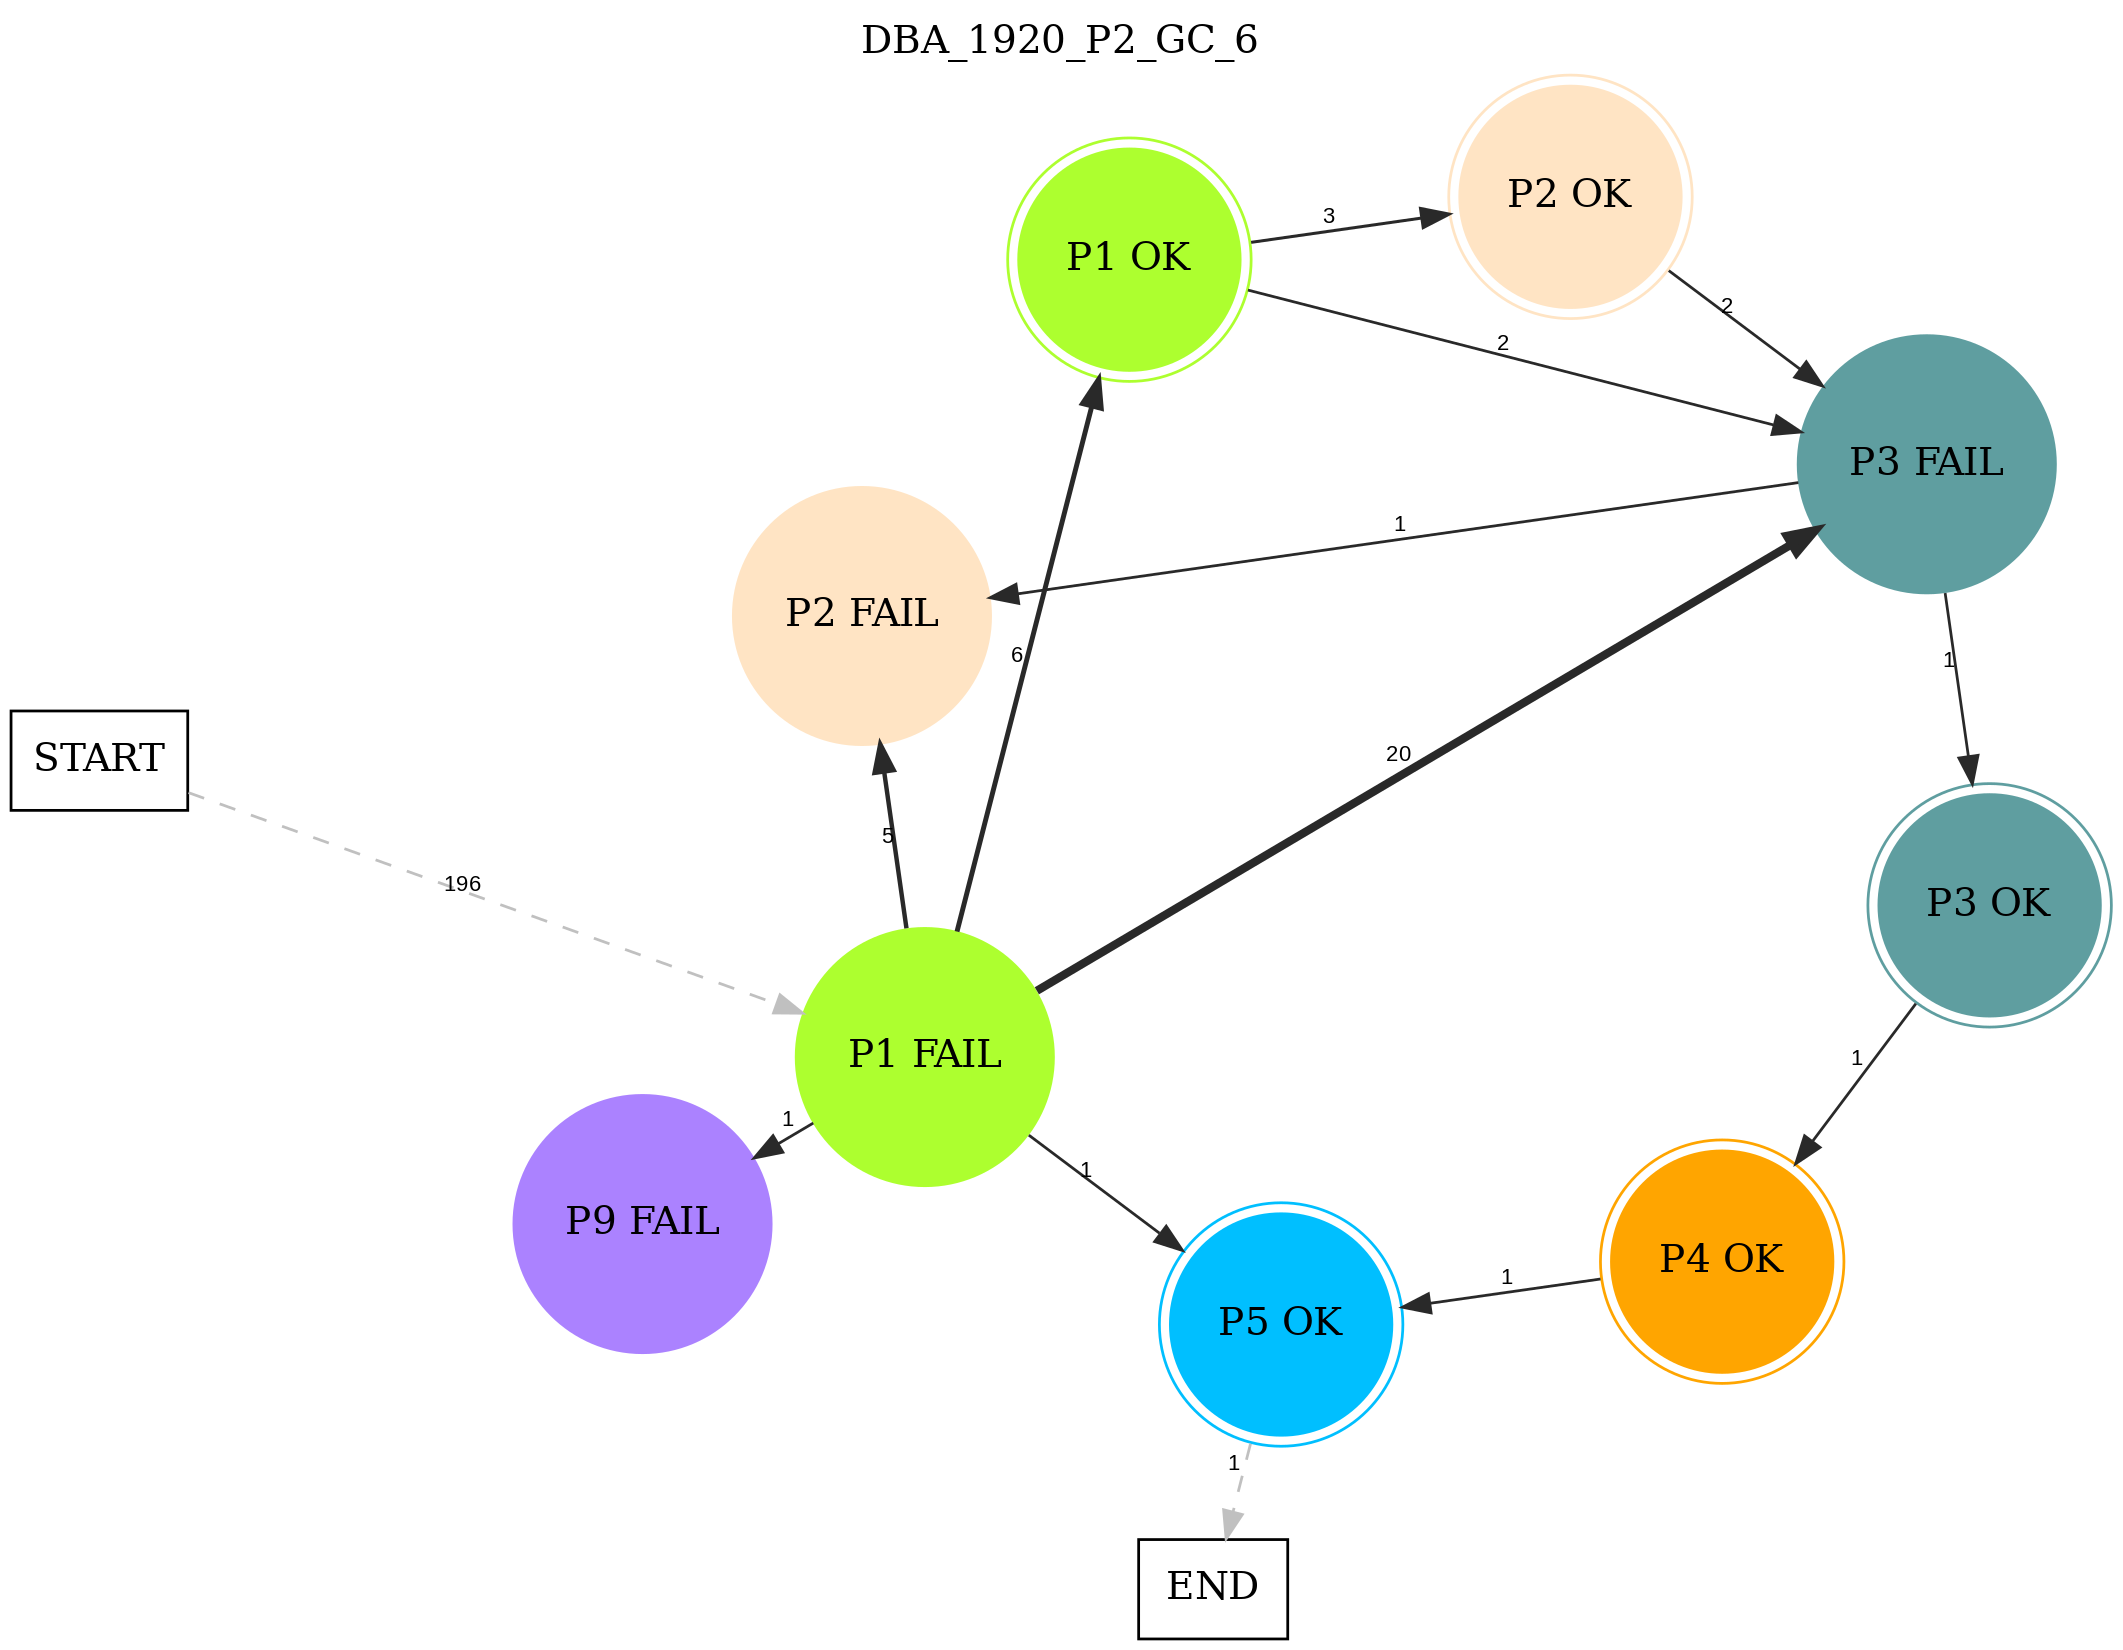 DBA_1920_P2_GC_6
P2 OK
3
P1 OK
2
2
P3 FAIL
1
P2 FAIL
6
1
START
20
5
196
P3 OK
P1 FAIL
1
1
1
P9 FAIL
P4 OK
1
P5 OK
1
END